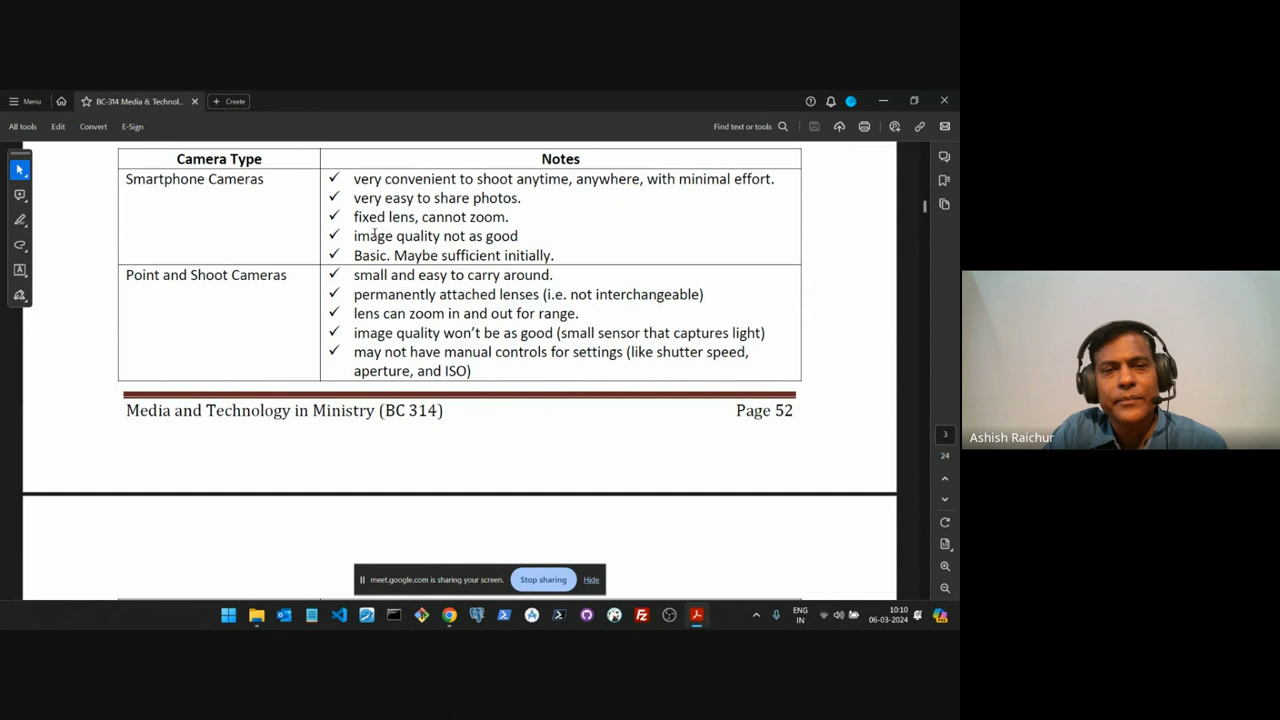 Menu
BC-314 Media & Technol...
Create
All tools
Edit
Convert
E-Sign
Find text or tools
Camera Type
Notes
Smartphone Cameras
✓ very convenient to shoot anytime, anywhere, with minimal effort.
✓ very easy to share photos.
✓ fixed lens, cannot zoom.
✓ image quality not as good
✓ Basic. Maybe sufficient initially.
Point and Shoot Cameras
✓ small and easy to carry around.
✓ permanently attached lenses (i.e. not interchangeable)
✓ lens can zoom in and out for range.
✓ image quality won't be as good (small sensor that captures light)
✓ may not have manual controls for settings (like shutter speed,
aperture, and ISO)
Media and Technology in Ministry (BC 314)
Page 52
3
24
Ashish Raichur
meet.google.com is sharing your screen.
Stop sharing
Hide
ENG
IN
10:10
06-03-2024